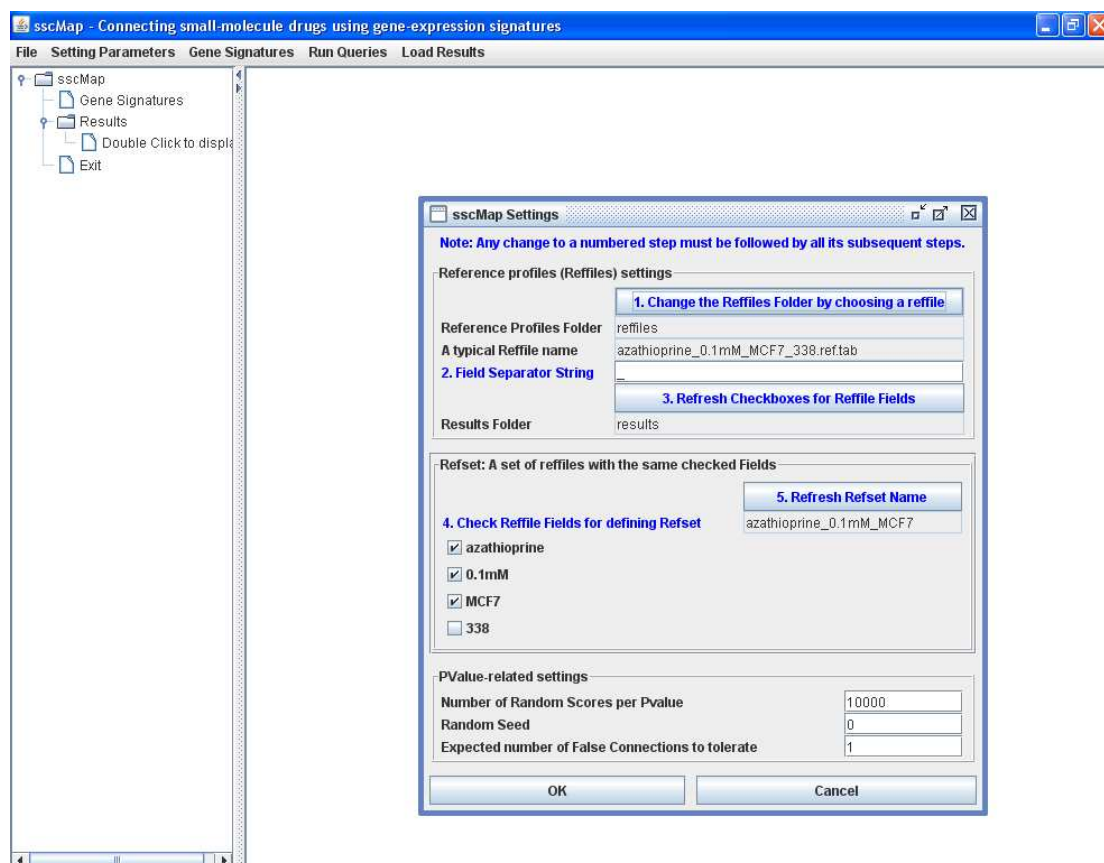 sscMap - Connecting small-molecule drugs using gene-expression signatures
File Setting Parameters Gene Signatures Run Queries Load Results
sscMap
Gene Signatures
Results
Double Click to displa
Exit
sscMap Settings
Note: Any change to a numbered step must be followed by all its subsequent steps.
Reference profiles (Reffiles) settings
1. Change the Reffiles Folder by choosing a reffile
Reference Profiles Folder reffiles
A typical Reffile name azathioprine_0.1mM_MCF7_338.ref.tab
2. Field Separator String _
3. Refresh Checkboxes for Reffile Fields
Results Folder results
Refset: A set of reffiles with the same checked Fields
5. Refresh Refset Name
4. Check Reffile Fields for defining Refset azathioprine_0.1mM_MCF7
azathioprine
0.1mM
MCF7
338
PValue-related settings
Number of Random Scores per Pvalue 10000
Random Seed 0
Expected number of False Connections to tolerate 1
OK Cancel